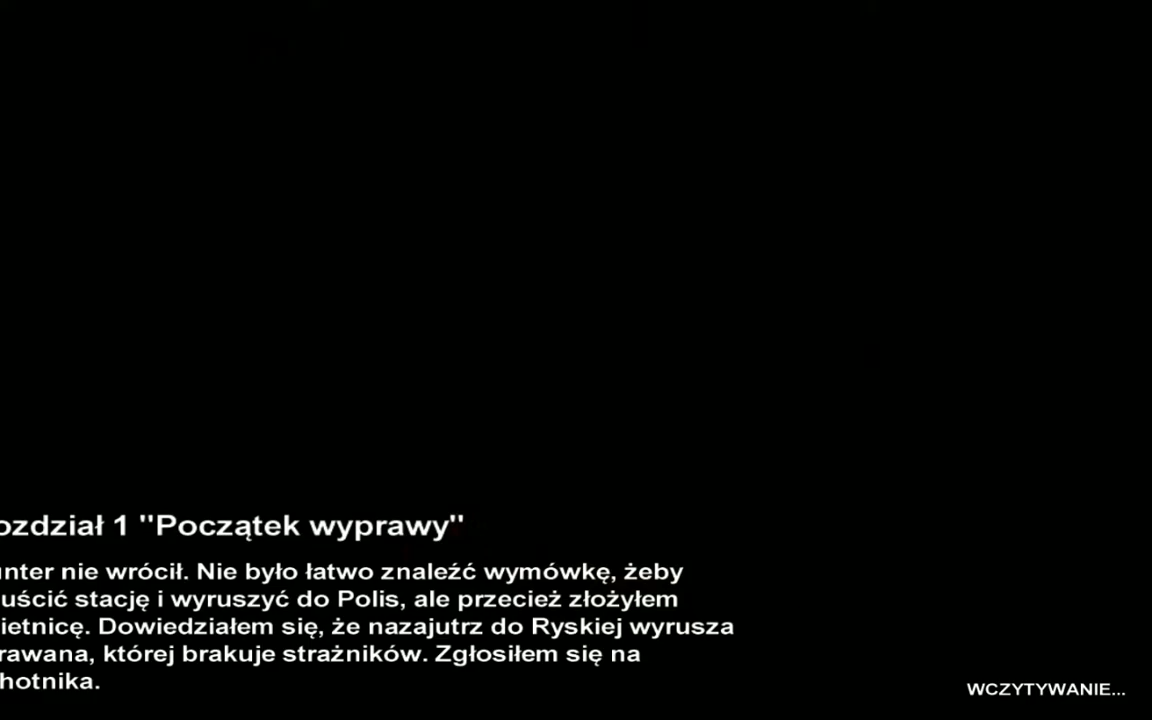 ozdział 1 "Początek wyprawy"
unter nie wrócił. Nie było łatwo znaleźć wymówkę, żeby
uścić stację i wyruszyć do Polis, ale przecież złożyłem
ietnicę. Dowiedziałem się, że nazajutrz do Ryskiej wyrusza
rawana, której brakuje strażników. Zgłosiłem się na
hotnika.
WCZYTYWANIE...